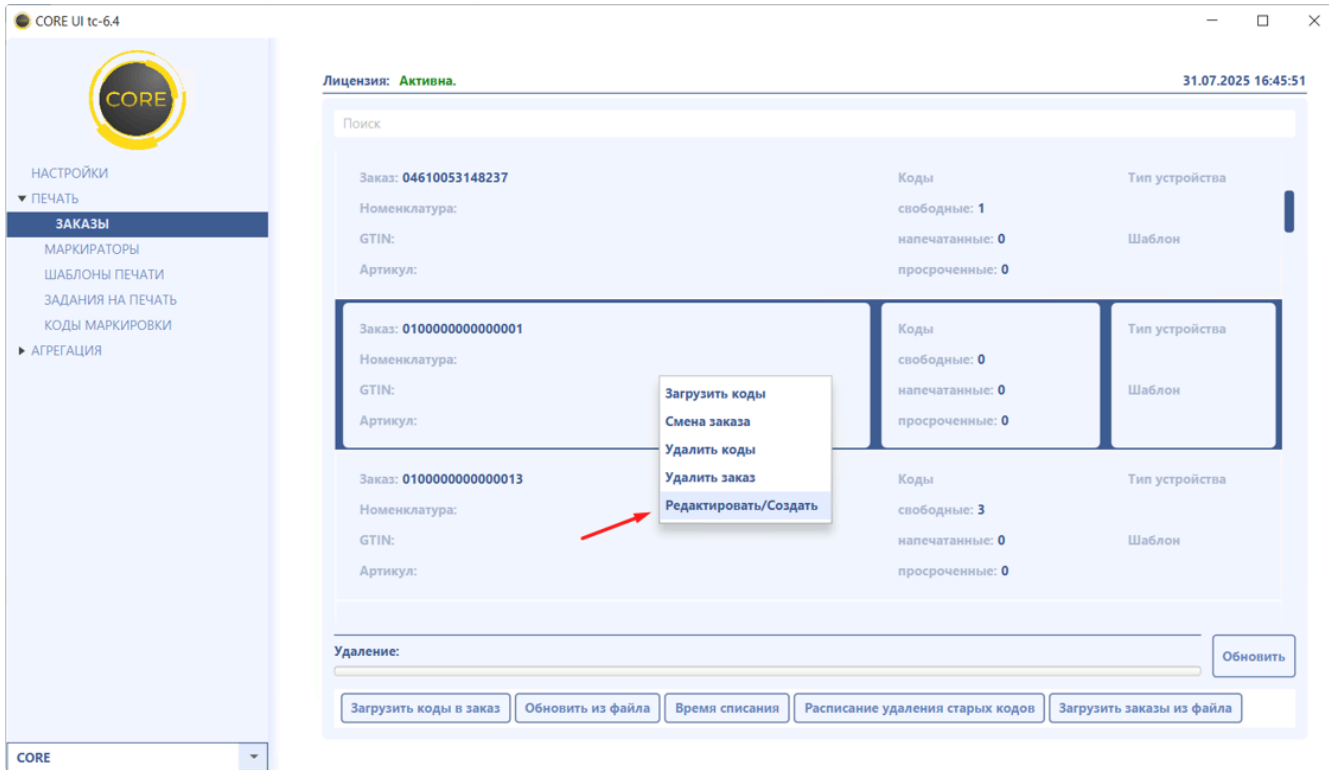 CORE UI tc-6.4
CORE
НАСТРОЙКИ
ПЕЧАТЬ
ЗАКАЗЫ
МАРКИРАТОРЫ
ШАБЛОНЫ ПЕЧАТИ
ЗАДАНИЯ НА ПЕЧАТЬ
КОДЫ МАРКИРОВКИ
АГРЕГАЦИЯ
CORE
Лицензия: Активна. 31.07.2025 16:45:51
Поиск
Заказ: 04610053148237 Коды Тип устройства
Номенклатура: свободные: 1
GTIN: напечатанные: 0 Шаблон
Артикул: просроченные: 0
Заказ: 0100000000000001 Коды Тип устройства
Номенклатура: свободные: 0
GTIN: напечатанные: 0 Шаблон
Артикул: просроченные: 0
Загрузить коды
Смена заказа
Удалить коды
Удалить заказ
Редактировать/Создать
Заказ: 0100000000000013 Коды Тип устройства
Номенклатура: свободные: 3
GTIN: напечатанные: 0 Шаблон
Артикул: просроченные: 0
Удаление:
Обновить
Загрузить коды в заказ Обновить из файла Время списания Расписание удаления старых кодов Загрузить заказы из файла